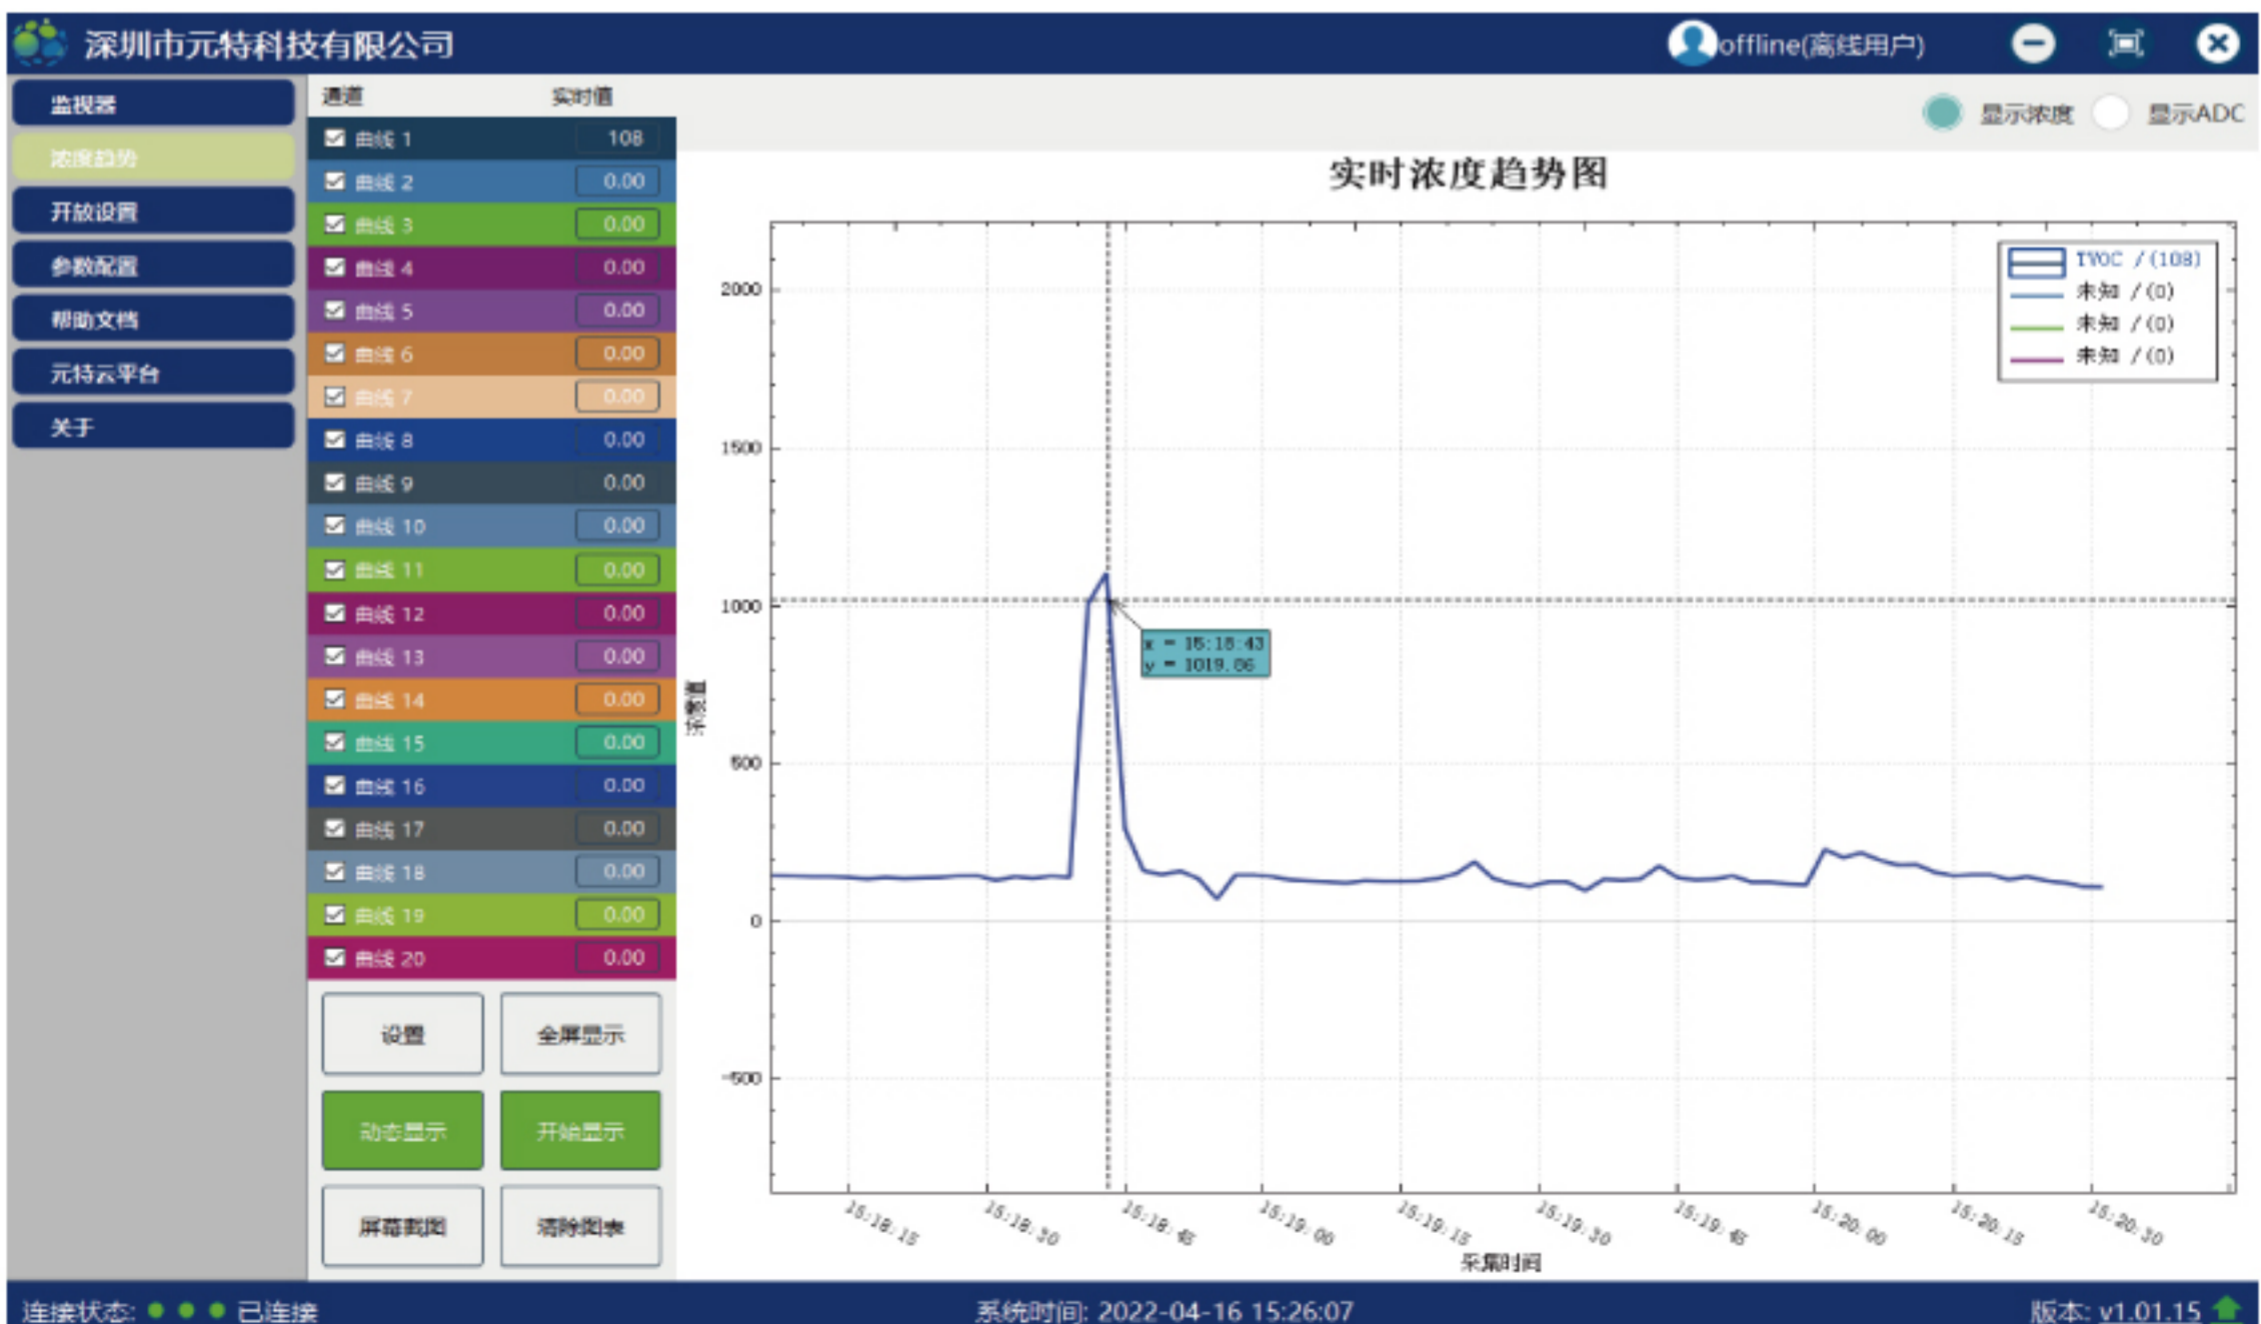 深圳市元特科技有限公司
offline(离线用户)
监视器
浓度趋势
开放设置
参数配置
帮助文档
元特云平台
关于
通道 实时值
曲线 1 108
曲线 2 0.00
曲线 3 0.00
曲线 4 0.00
曲线 5 0.00
曲线 6 0.00
曲线 7 0.00
曲线 8 0.00
曲线 9 0.00
曲线 10 0.00
曲线 11 0.00
曲线 12 0.00
曲线 13 0.00
曲线 14 0.00
曲线 15 0.00
曲线 16 0.00
曲线 17 0.00
曲线 18 0.00
曲线 19 0.00
曲线 20 0.00
设置 全屏显示
动态显示 开始显示
屏幕截图 清除图表
显示浓度 显示ADC
实时浓度趋势图
TVOC /(108)
未知 /(0)
未知 /(0)
未知 /(0)
2000
1500
1000
500
0
-500
浓度值
x = 15:18:43
y = 1019.86
15:18:15 15:18:30 15:18:45 15:19:00 15:19:15 15:19:30 15:19:45 15:20:00 15:20:15 15:20:30
采集时间
连接状态: 已连接
系统时间: 2022-04-16 15:26:07
版本: v1.01.15